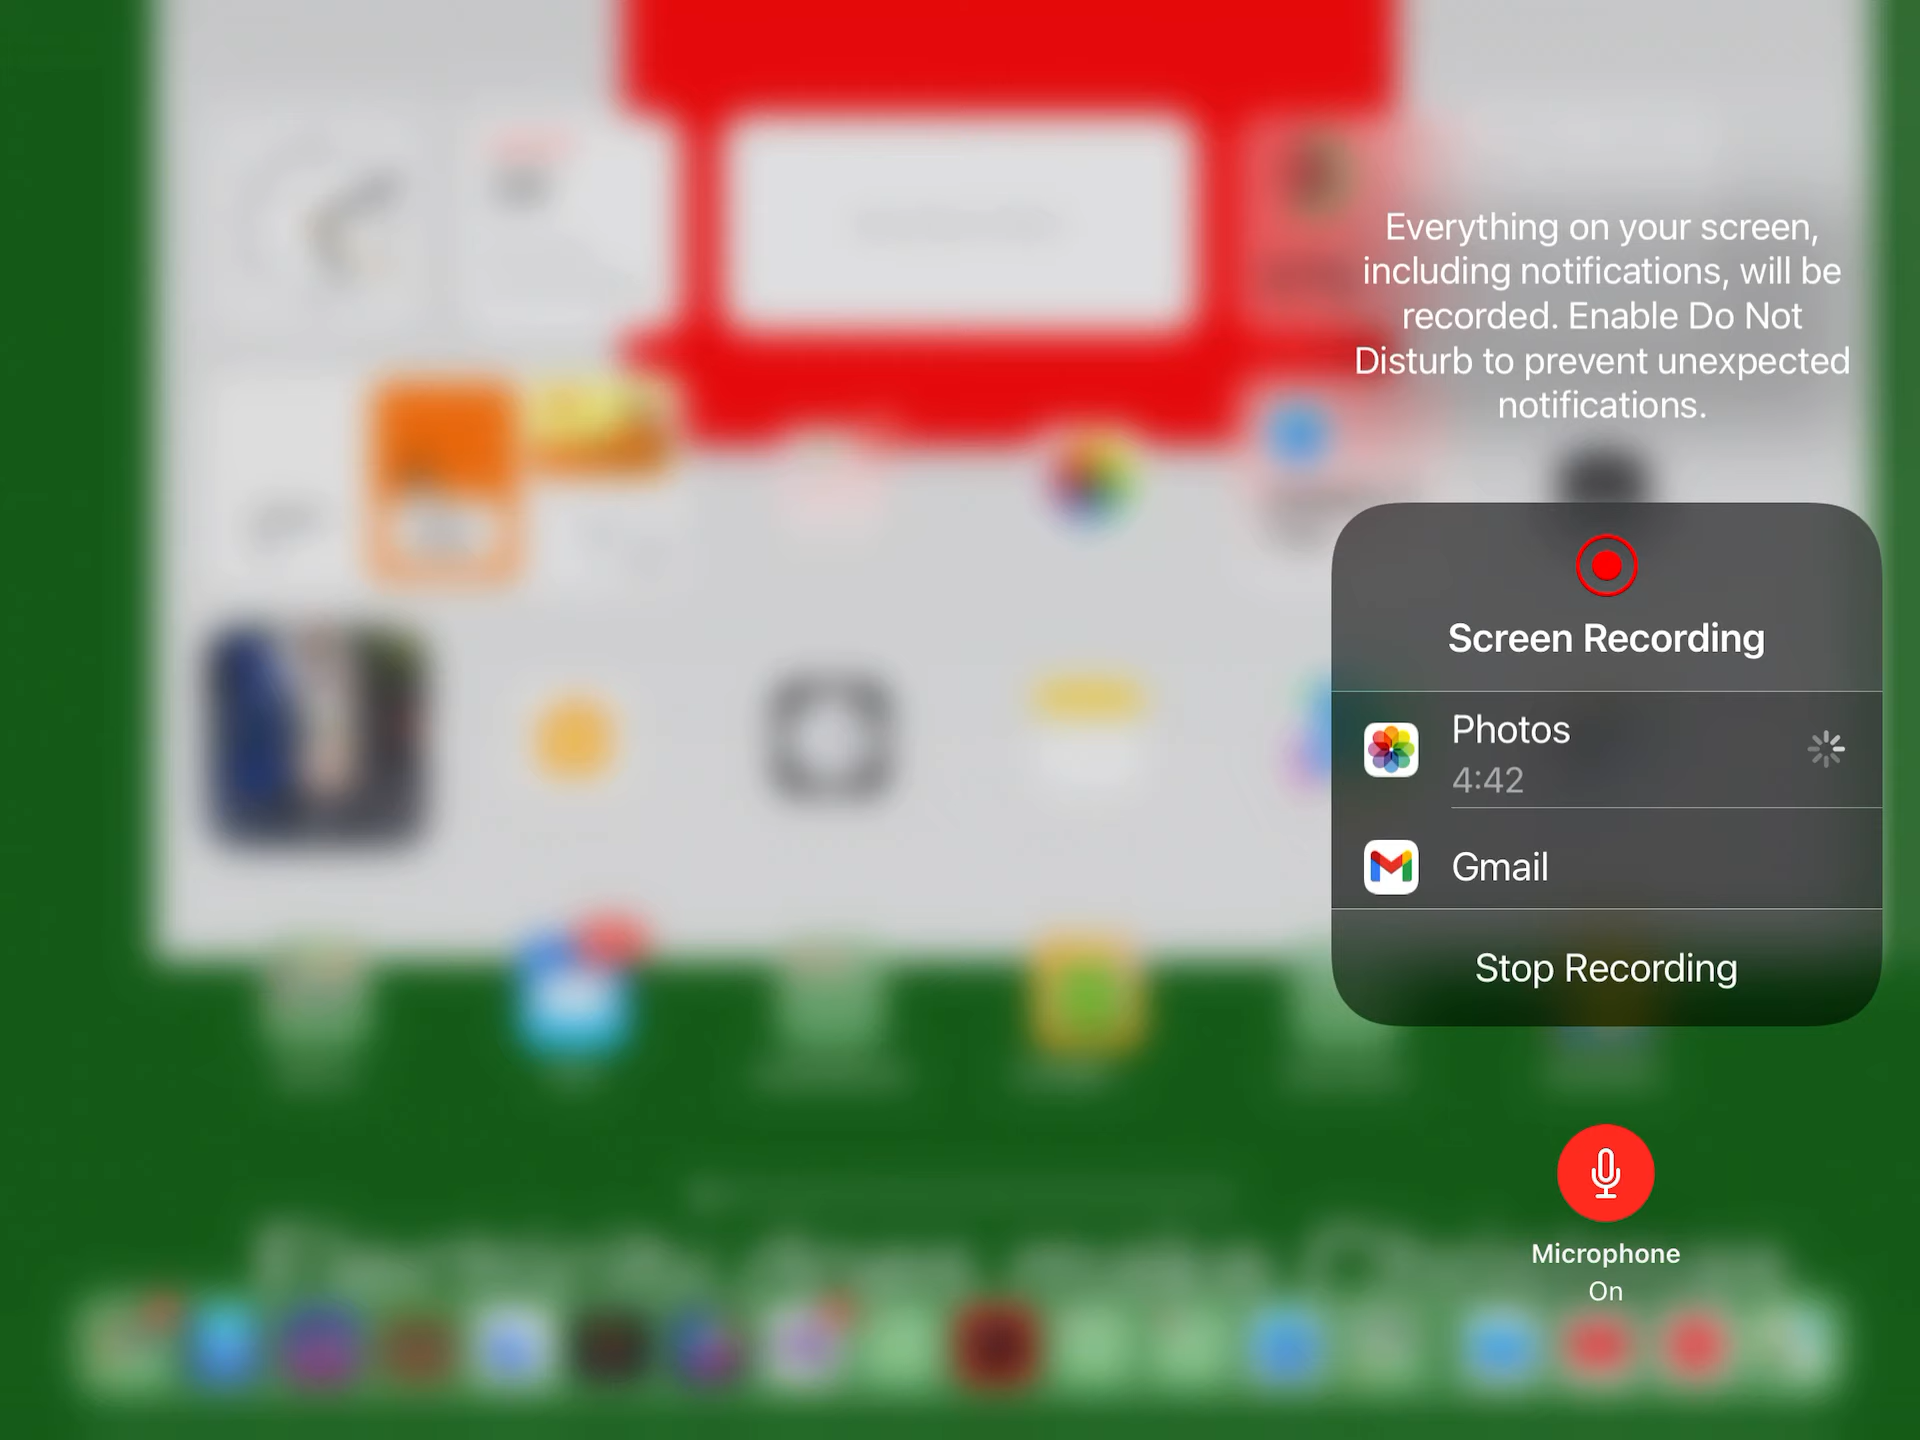 Everything on your screen,
including notifications, will be
recorded. Enable Do Not
Disturb to prevent unexpected
notifications.
Screen Recording
Photos
4:42
Gmail
Stop Recording
Microphone
On